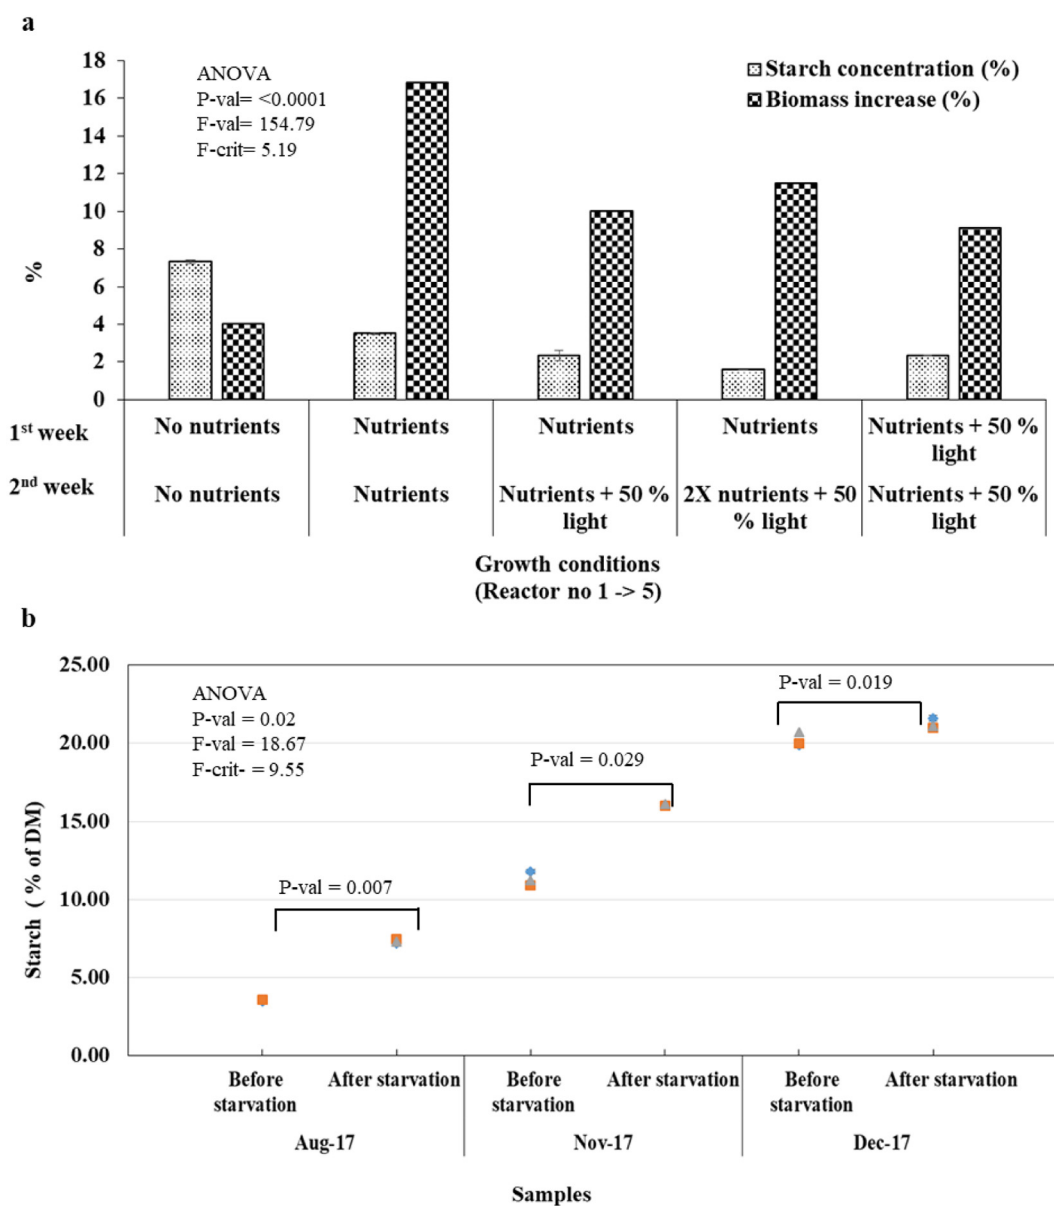 a
18
16
14
12
10
8
6
4
2
0
%
ANOVA
P-val= <0.0001
F-val= 154.79
F-crit= 5.19
Starch concentration (%)
Biomass increase (%)
1st week
No nutrients
Nutrients
Nutrients
Nutrients
Nutrients + 50 %
light
2nd week
No nutrients
Nutrients
Nutrients + 50 %
light
2X nutrients + 50
% light
Nutrients + 50 %
light
Growth conditions
(Reactor no 1 -> 5)
b
25.00
20.00
15.00
10.00
5.00
0.00
Starch ( % of DM)
ANOVA
P-val = 0.02
F-val = 18.67
F-crit- = 9.55
P-val = 0.007
P-val = 0.029
P-val = 0.019
Before
starvation
After starvation
Before
starvation
After starvation
Before
starvation
After starvation
Aug-17
Nov-17
Dec-17
Samples